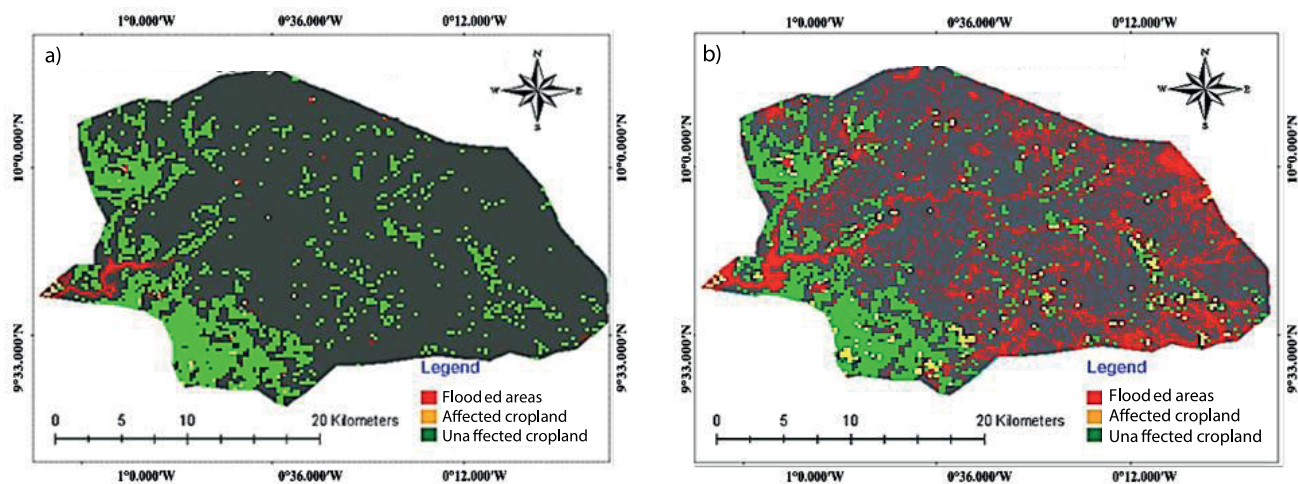 1°0.000'W 0°36.000'W 0°12.000'W
a)
N
W E
S
10°0.000"N 10°0.000"N
9°33.000"N 9°33.000"N
Legend
Flood ed areas
Affected cropland
Una ffected cropland
0 5 10 20 Kilometers
1°0.000'W 0°36.000'W 0°12.000'W
1°0.000'W 0°36.000'W 0°12.000'W
b)
N
W E
S
10°0.000"N 10°0.000"N
9°33.000"N 9°33.000"N
Legend
Flood ed areas
Affected cropland
Una ffected cropland
0 5 10 20 Kilometers
1°0.000'W 0°36.000'W 0°12.000'W